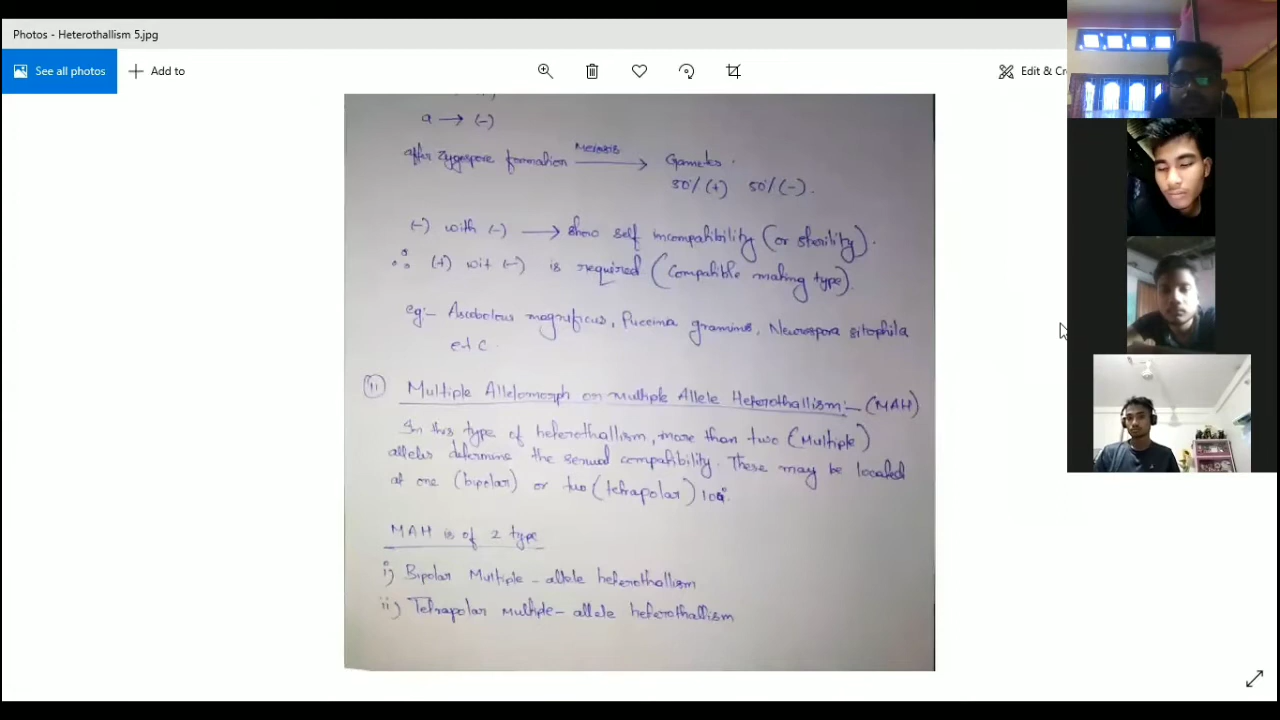 Photos - Heterothallism 5.jpg
See all photos
Add to
Edit & Cr
a → (-)
after Zygospore formation Meiosis → Gametes.
50% (+) 50% (-).
(-) with (-) → show self incompatibility (or sterility).
∴ (+) wit (-) is required (Compatible making type).
eg:- Ascobolous magnificus, Puccina graminis, Neurospora sitophila
etc.
ii Multiple Allelomorph or multiple Allele Heterothallism:- (MAH)
In this type of heterothallism, more than two (Multiple)
alleles determine the sexual compatibility. These may be located
at one (bipolar) or two (tetrapolar) loci.
MAH is of 2 type
i) Bipolar Multiple - allele heterothallism
ii) Tetrapolar multiple - allele heterothallism